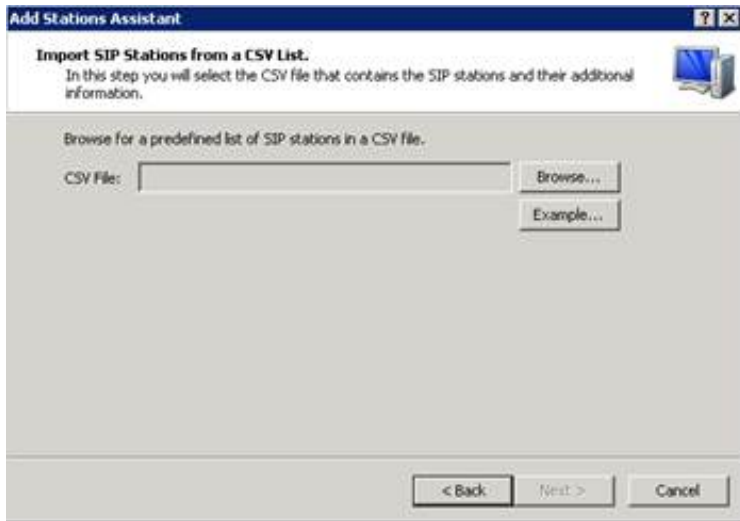 Add Stations Assistant
Import SIP Stations from a CSV List.
In this step you will select the CSV file that contains the SIP stations and their additional
information.
Browse for a predefined list of SIP stations in a CSV file.
CSV File:
Browse...
Example...
< Back
Next >
Cancel